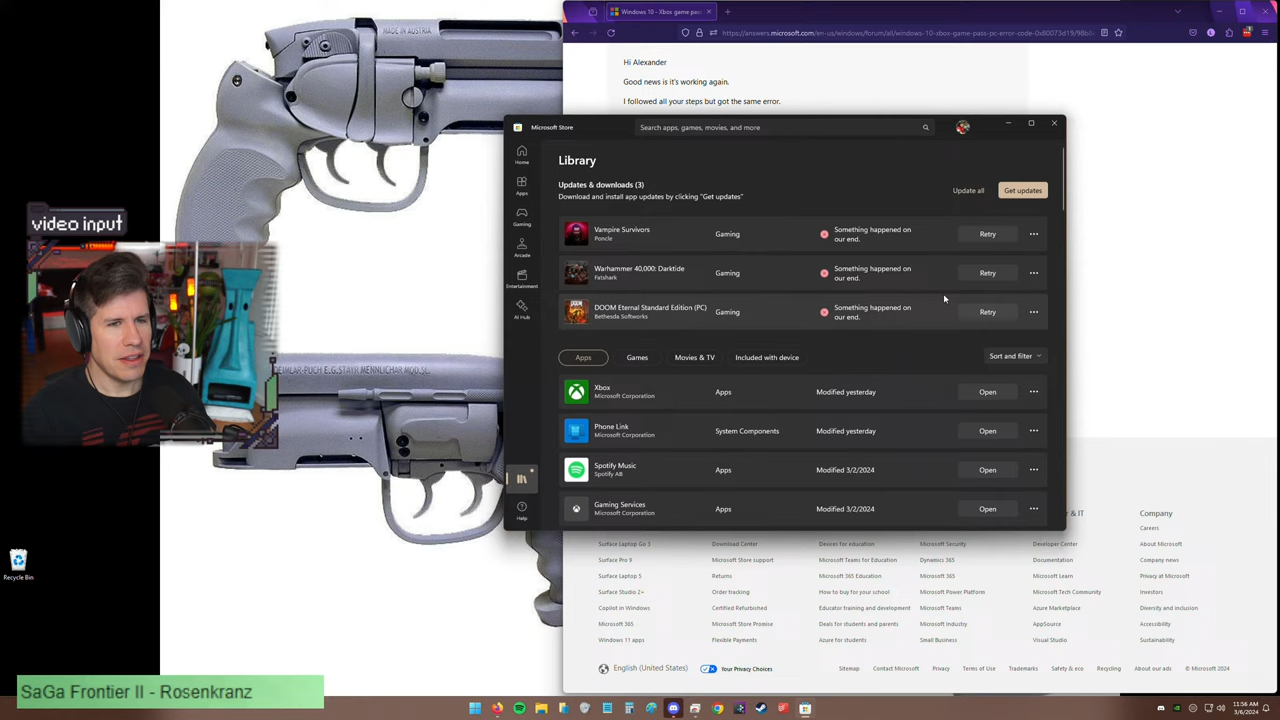 MADE IN AUSTRIA
DEIMLAR-PUCH E.G.STAYR MENNLICHAR MOD.SL.
video input
SaGa Frontier II - Rosenkranz
Recycle Bin
Windows 10 - Xbox game pass
https://answers.microsoft.com/en-us/windows/forum/all/windows-10-xbox-game-pass-pc-error-code-0x80073d19/
Hi Alexander
Good news is it's working again.
I followed all your steps but got the same error.
Microsoft Store
Search apps, games, movies, and more
Home
Apps
Gaming
Arcade
Entertainment
AI Hub
Help
Library
Updates & downloads (3)
Download and install app updates by clicking "Get updates"
Update all
Get updates
Vampire Survivors
Poncle
Gaming
Something happened on
our end.
Retry
Warhammer 40,000: Darktide
Fatshark
Gaming
Something happened on
our end.
Retry
DOOM Eternal Standard Edition (PC)
Bethesda Softworks
Gaming
Something happened on
our end.
Retry
Apps
Games
Movies & TV
Included with device
Sort and filter
Xbox
Microsoft Corporation
Apps
Modified yesterday
Open
Phone Link
Microsoft Corporation
System Components
Modified yesterday
Open
Spotify Music
Spotify AB
Apps
Modified 3/2/2024
Open
Gaming Services
Microsoft Corporation
Apps
Modified 3/2/2024
Open
Surface Laptop Go 3
Surface Pro 9
Surface Laptop 5
Surface Studio 2+
Copilot in Windows
Microsoft 365
Windows 11 apps
Download Center
Microsoft Store support
Returns
Order tracking
Certified Refurbished
Microsoft Store Promise
Flexible Payments
Devices for education
Microsoft Teams for Education
Microsoft 365 Education
How to buy for your school
Educator training and development
Deals for students and parents
Azure for students
Microsoft Security
Dynamics 365
Microsoft 365
Microsoft Power Platform
Microsoft Teams
Microsoft Industry
Small Business
& IT
Developer Center
Documentation
Microsoft Learn
Microsoft Tech Community
Azure Marketplace
AppSource
Visual Studio
Company
Careers
About Microsoft
Company news
Privacy at Microsoft
Investors
Diversity and inclusion
Accessibility
Sustainability
English (United States)
Your Privacy Choices
Sitemap
Contact Microsoft
Privacy
Terms of Use
Trademarks
Safety & eco
Recycling
About our ads
© Microsoft 2024
11:56 AM
3/6/2024